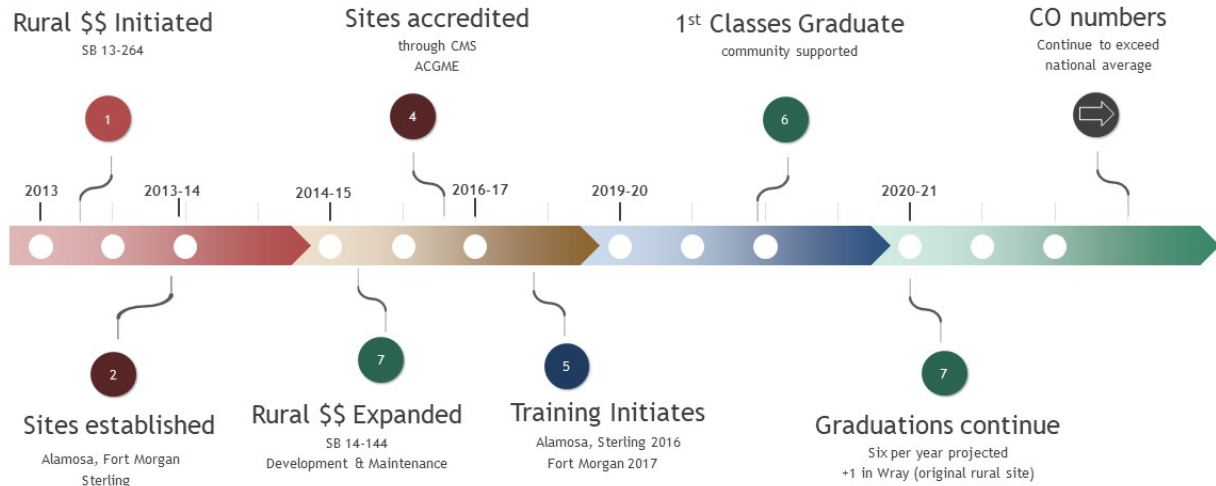 Rural $$ Initiated
SB 13-264
Sites accredited
through CMS
ACGME
1st Classes Graduate
community supported
CO numbers
Continue to exceed
national average
1
4
6
2013
2013-14
2014-15
2016-17
2019-20
2020-21
2
Sites established
Alamosa, Fort Morgan
Sterling
7
Rural $$ Expanded
SB 14-144
Development & Maintenance
5
Training Initiates
Alamosa, Sterling 2016
Fort Morgan 2017
7
Graduations continue
Six per year projected
+1 in Wray (original rural site)